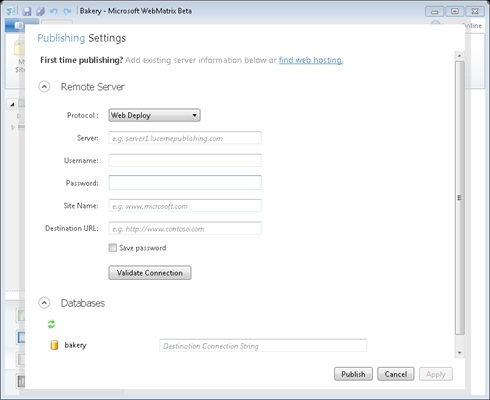 Bakery - Microsoft WebMatrix Beta
Online
Publishing Settings
First time publishing? Add existing server information below or find web hosting.
Remote Server
Protocol : Web Deploy
Server: e.g. server1.lucernepublishing.com
Username:
Password:
Site Name: e.g. www.microsoft.com
Destination URL: e.g. http://www.contoso.com
Save password
Validate Connection
Databases
bakery Destination Connection String
Publish Cancel Apply